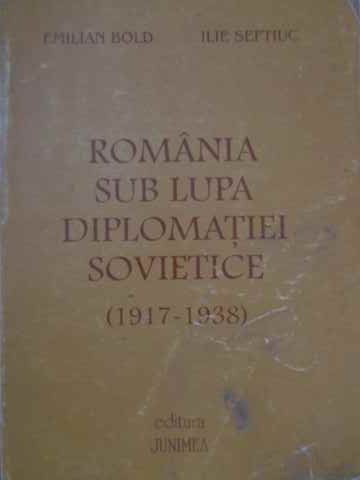 EMILIAN BOLD ILIE SEFTIUC
ROMÂNIA
SUB LUPA
DIPLOMAȚIEI
SOVIETICE
(1917-1938)
editura
JUNIMEA